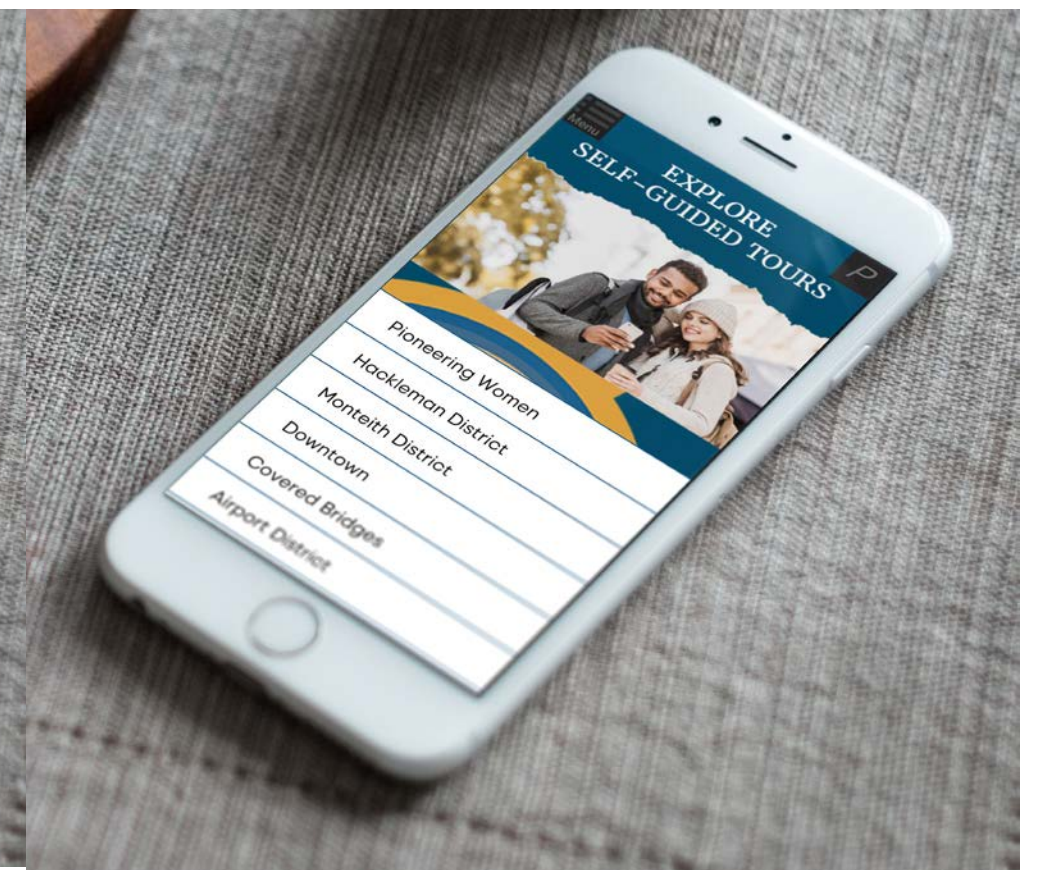 Menu
EXPLORE
SELF-GUIDED TOURS
Pioneering Women
Hackleman District
Monteith District
Downtown
Covered Bridges
Airport District